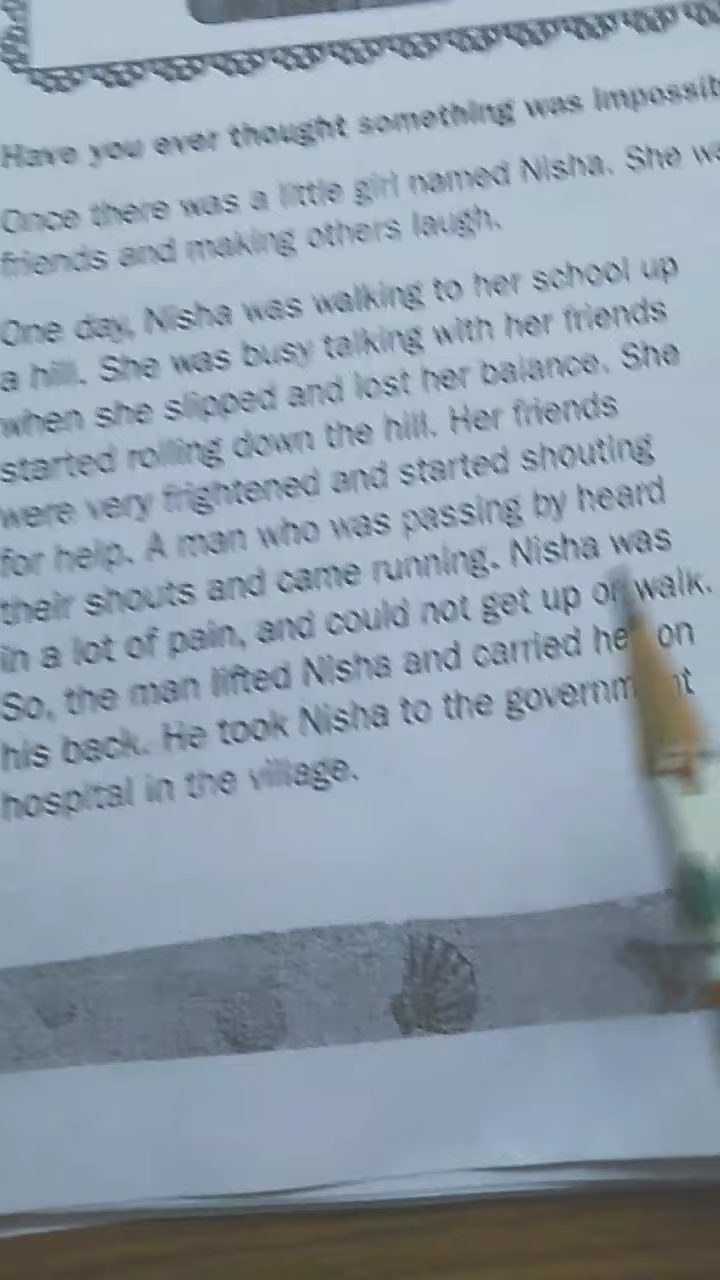 Have you ever thought something was
Once there was a little girl named Nisha. She
friends and making others laugh.
One day, Nisha was walking to her school up
a hill. She was busy talking with her friends
when she slipped and lost her balance. She
started rolling down the hill. Her friends
were very frightened and started shouting
for help. A man who was passing by heard
their shouts and came running. Nisha was
in a lot of pain, and could not get up or walk.
So, the man lifted Nisha and carried her on
his back. He took Nisha to the government
hospital in the village.